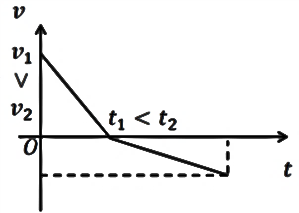 v
v₁
∨
v₂
t₁ < t₂
O
t